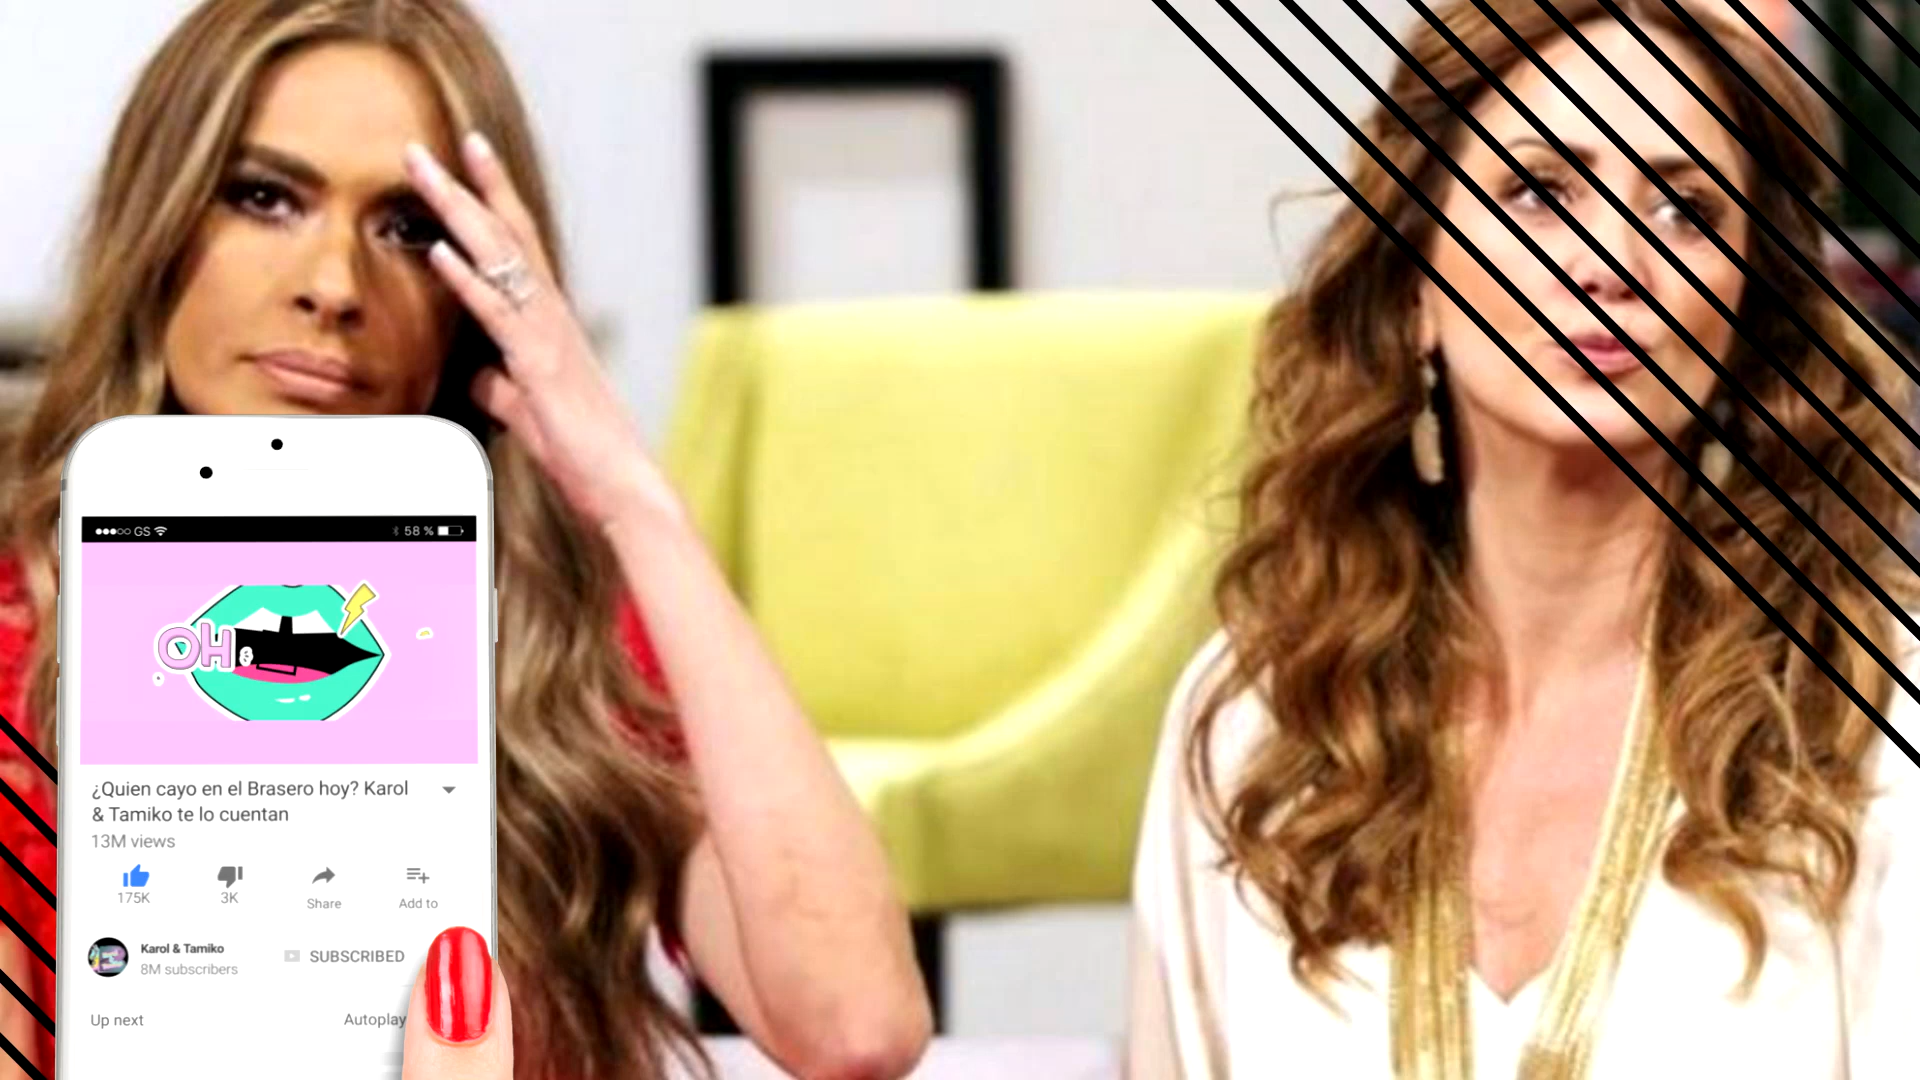 GS
58 %
OH
¿Quien cayo en el Brasero hoy? Karol
& Tamiko te lo cuentan
13M views
175K
3K
Share
Add to
Karol & Tamiko
8M subscribers
SUBSCRIBED
Up next
Autoplay